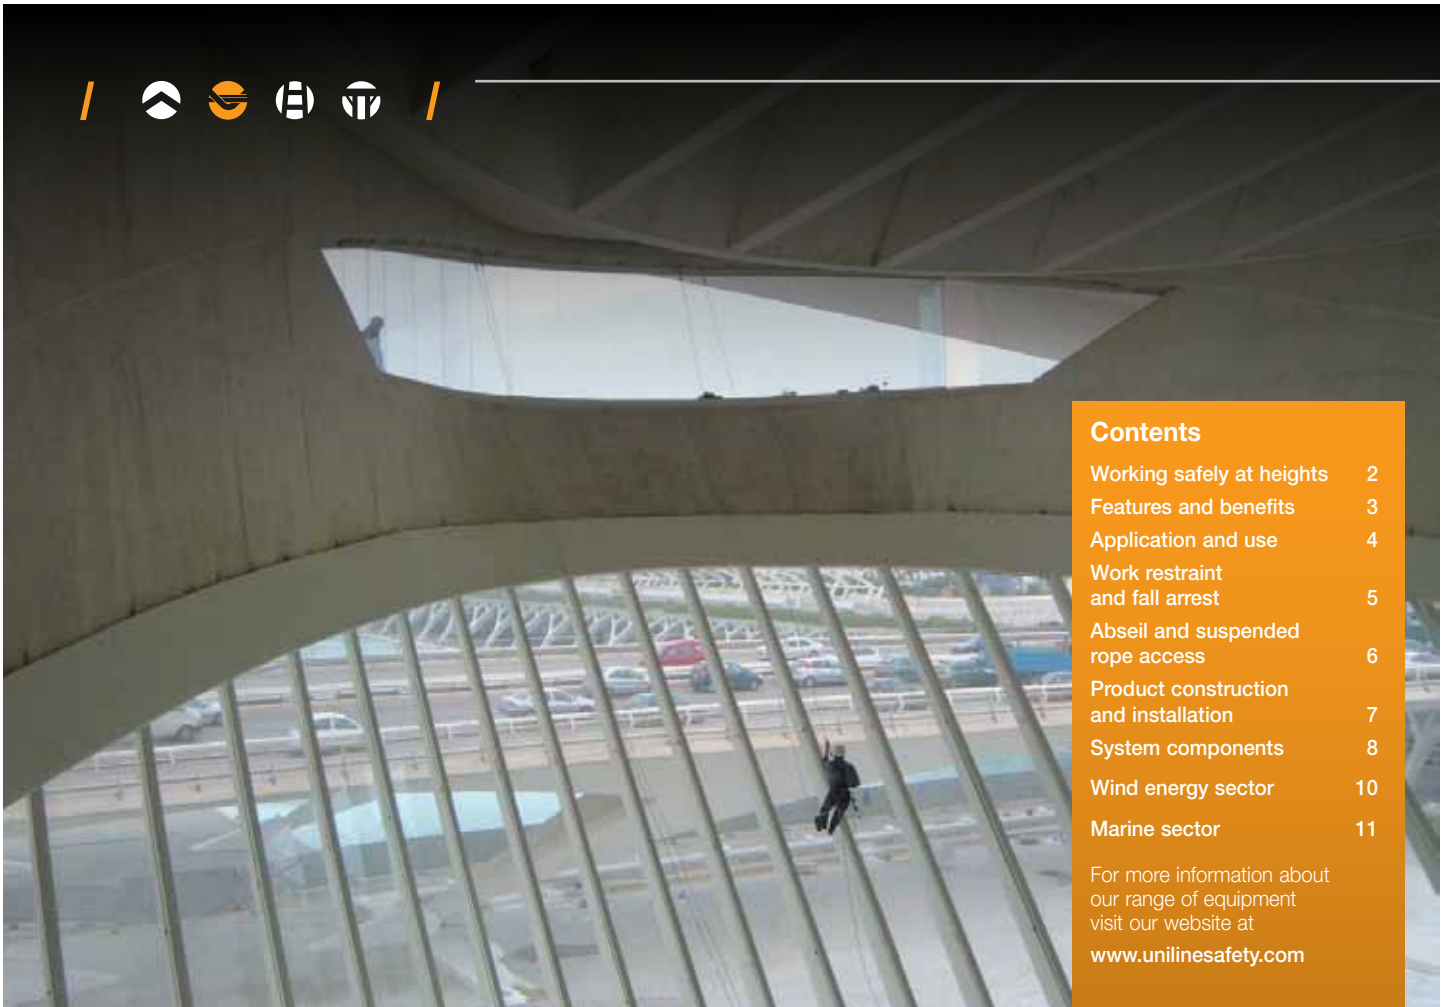 Contents
Working safely at heights 2
Features and benefits 3
Application and use 4
Work restraint
and fall arrest 5
Abseil and suspended
rope access 6
Product construction
and installation 7
System components 8
Wind energy sector 10
Marine sector 11
For more information about
our range of equipment
visit our website at
www.unilinesafety.com